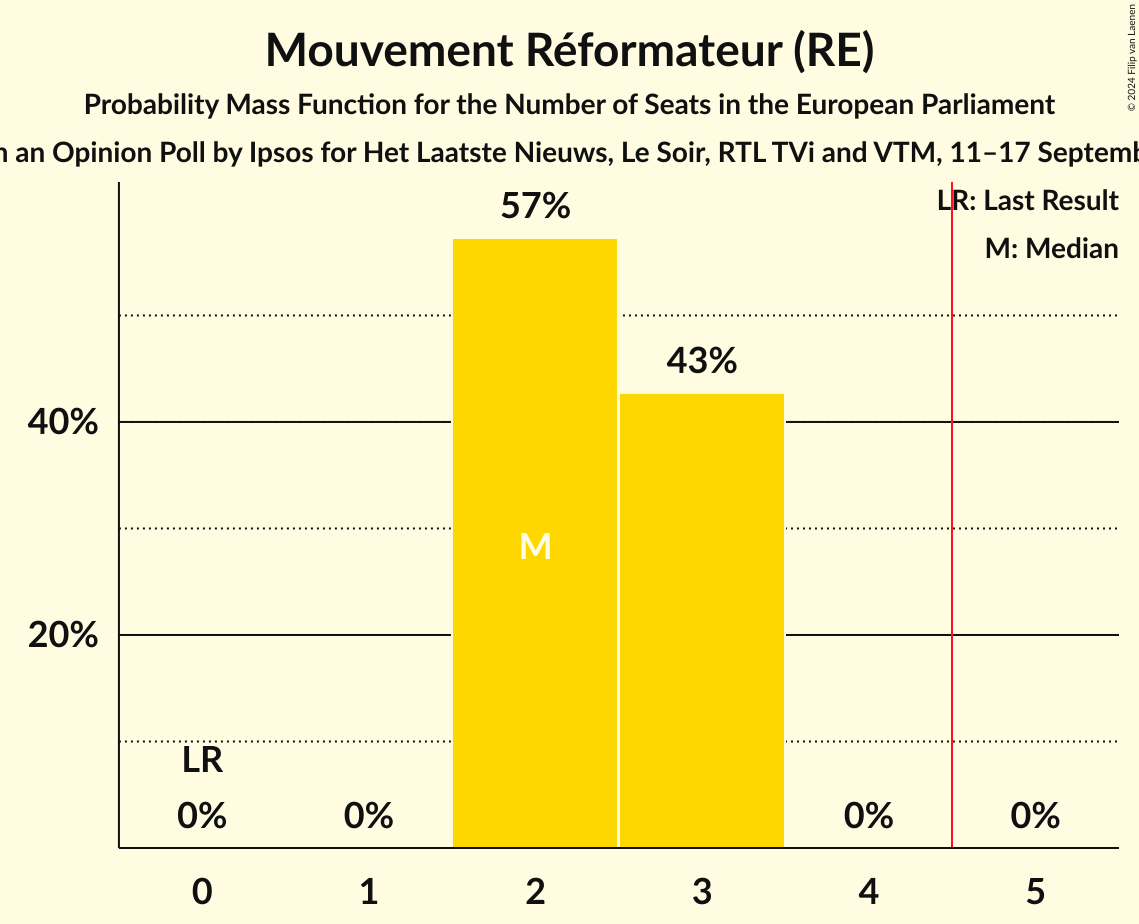 Mouvement Réformateur (RE)
Probability Mass Function for the Number of Seats in the European Parliament
an Opinion Poll by Ipsos for Het Laatste Nieuws, Le Soir, RTL TVi and VTM, 11–17
© 2024 Filip van Laenen
LR: Last Result
M: Median
57%
43%
40%
M
20%
LR
0% 0% 0% 0%
0 1 2 3 4 5